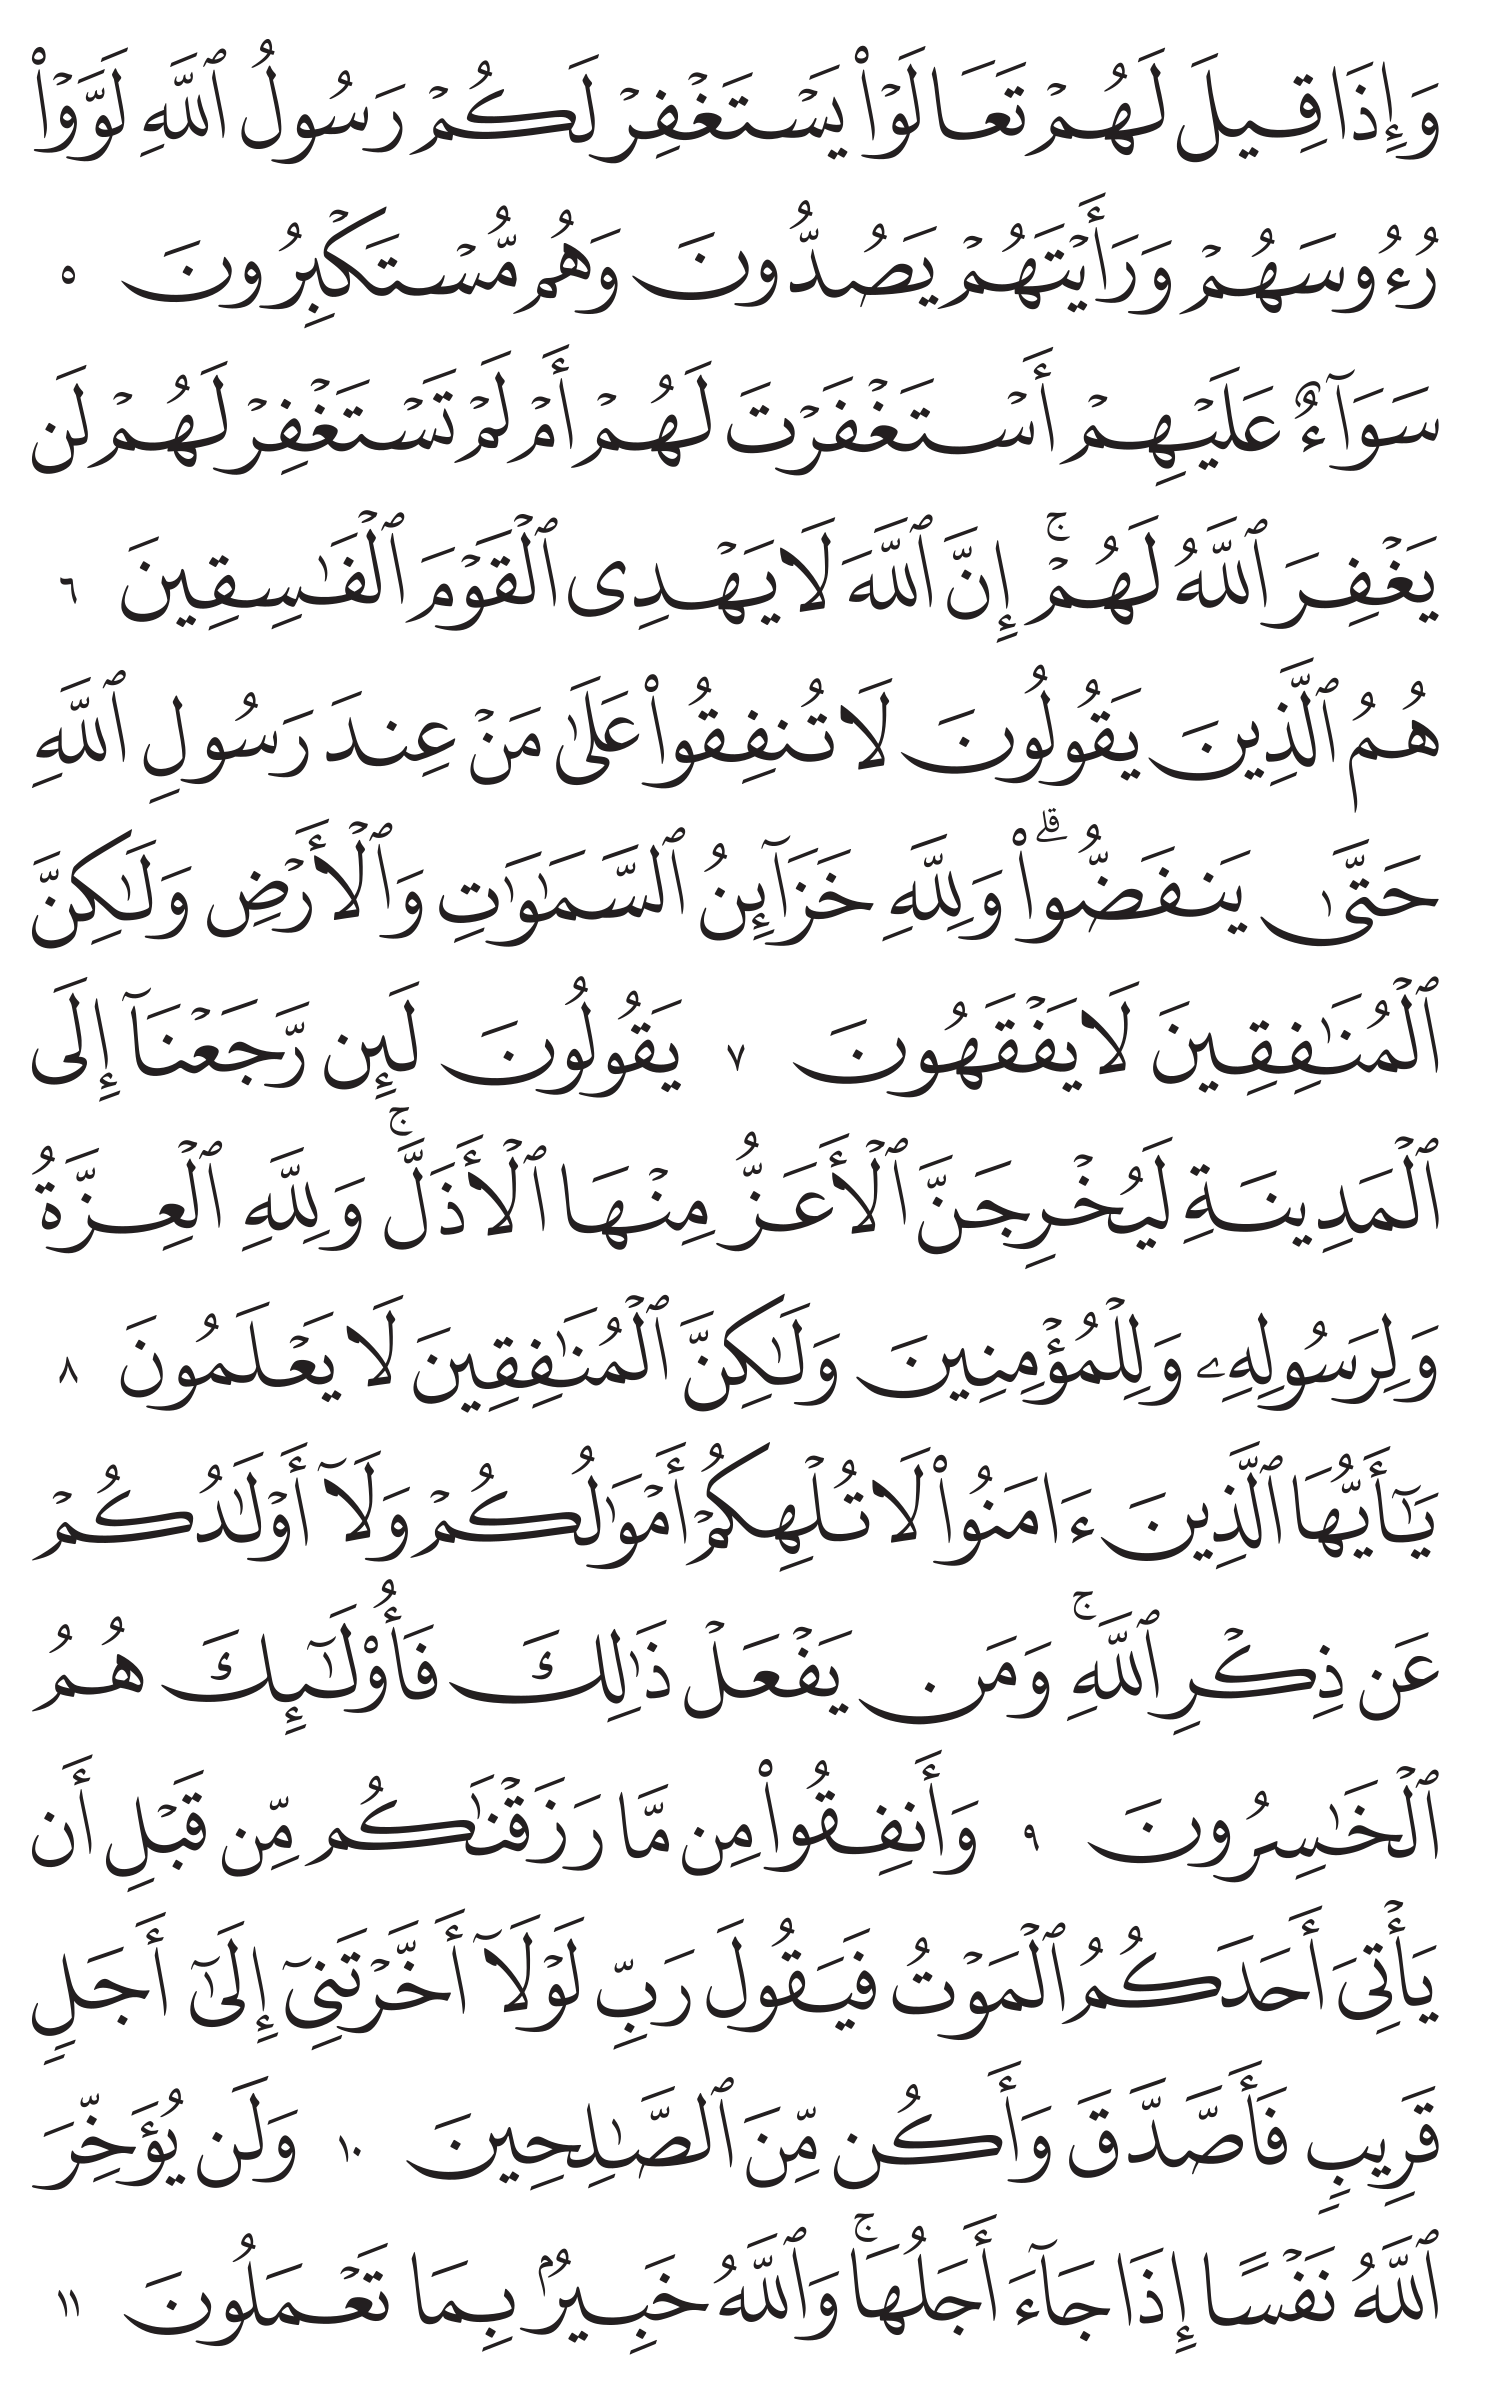 وَإِذَا قِيلَ لَهُمۡ تَعَالَوۡاْ يَسۡتَغۡفِرۡ لَكُمۡ رَسُولُ ٱللَّهِ لَوَّوۡاْ
رُءُوسَهُمۡ وَرَأَيۡتَهُمۡ يَصُدُّونَ وَهُم مُّسۡتَكۡبِرُونَ ٥
سَوَآءٌ عَلَيۡهِمۡ أَسۡتَغۡفَرۡتَ لَهُمۡ أَمۡ لَمۡ تَسۡتَغۡفِرۡ لَهُمۡ لَن
يَغۡفِرَ ٱللَّهُ لَهُمۡۚ إِنَّ ٱللَّهَ لَا يَهۡدِي ٱلۡقَوۡمَ ٱلۡفَٰسِقِينَ ٦
هُمُ ٱلَّذِينَ يَقُولُونَ لَا تُنفِقُواْ عَلَىٰ مَنۡ عِندَ رَسُولِ ٱللَّهِ
حَتَّىٰ يَنفَضُّواْۗ وَلِلَّهِ خَزَآئِنُ ٱلسَّمَٰوَٰتِ وَٱلۡأَرۡضِ وَلَٰكِنَّ
ٱلۡمُنَٰفِقِينَ لَا يَفۡقَهُونَ ٧ يَقُولُونَ لَئِن رَّجَعۡنَآ إِلَى
ٱلۡمَدِينَةِ لَيُخۡرِجَنَّ ٱلۡأَعَزُّ مِنۡهَا ٱلۡأَذَلَّۚ وَلِلَّهِ ٱلۡعِزَّةُ
وَلِرَسُولِهِۦ وَلِلۡمُؤۡمِنِينَ وَلَٰكِنَّ ٱلۡمُنَٰفِقِينَ لَا يَعۡلَمُونَ ٨
يَٰٓأَيُّهَا ٱلَّذِينَ ءَامَنُواْ لَا تُلۡهِكُمۡ أَمۡوَٰلُكُمۡ وَلَآ أَوۡلَٰدُكُمۡ
عَن ذِكۡرِ ٱللَّهِۚ وَمَن يَفۡعَلۡ ذَٰلِكَ فَأُوْلَٰٓئِكَ هُمُ
ٱلۡخَٰسِرُونَ ٩ وَأَنفِقُواْ مِن مَّا رَزَقۡنَٰكُم مِّن قَبۡلِ أَن
يَأۡتِيَ أَحَدَكُمُ ٱلۡمَوۡتُ فَيَقُولَ رَبِّ لَوۡلَآ أَخَّرۡتَنِيٓ إِلَىٰٓ أَجَلٖ
قَرِيبٖ فَأَصَّدَّقَ وَأَكُن مِّنَ ٱلصَّٰلِحِينَ ١٠ وَلَن يُؤَخِّرَ
ٱللَّهُ نَفۡسًا إِذَا جَآءَ أَجَلُهَاۚ وَٱللَّهُ خَبِيرُۢ بِمَا تَعۡمَلُونَ ١١